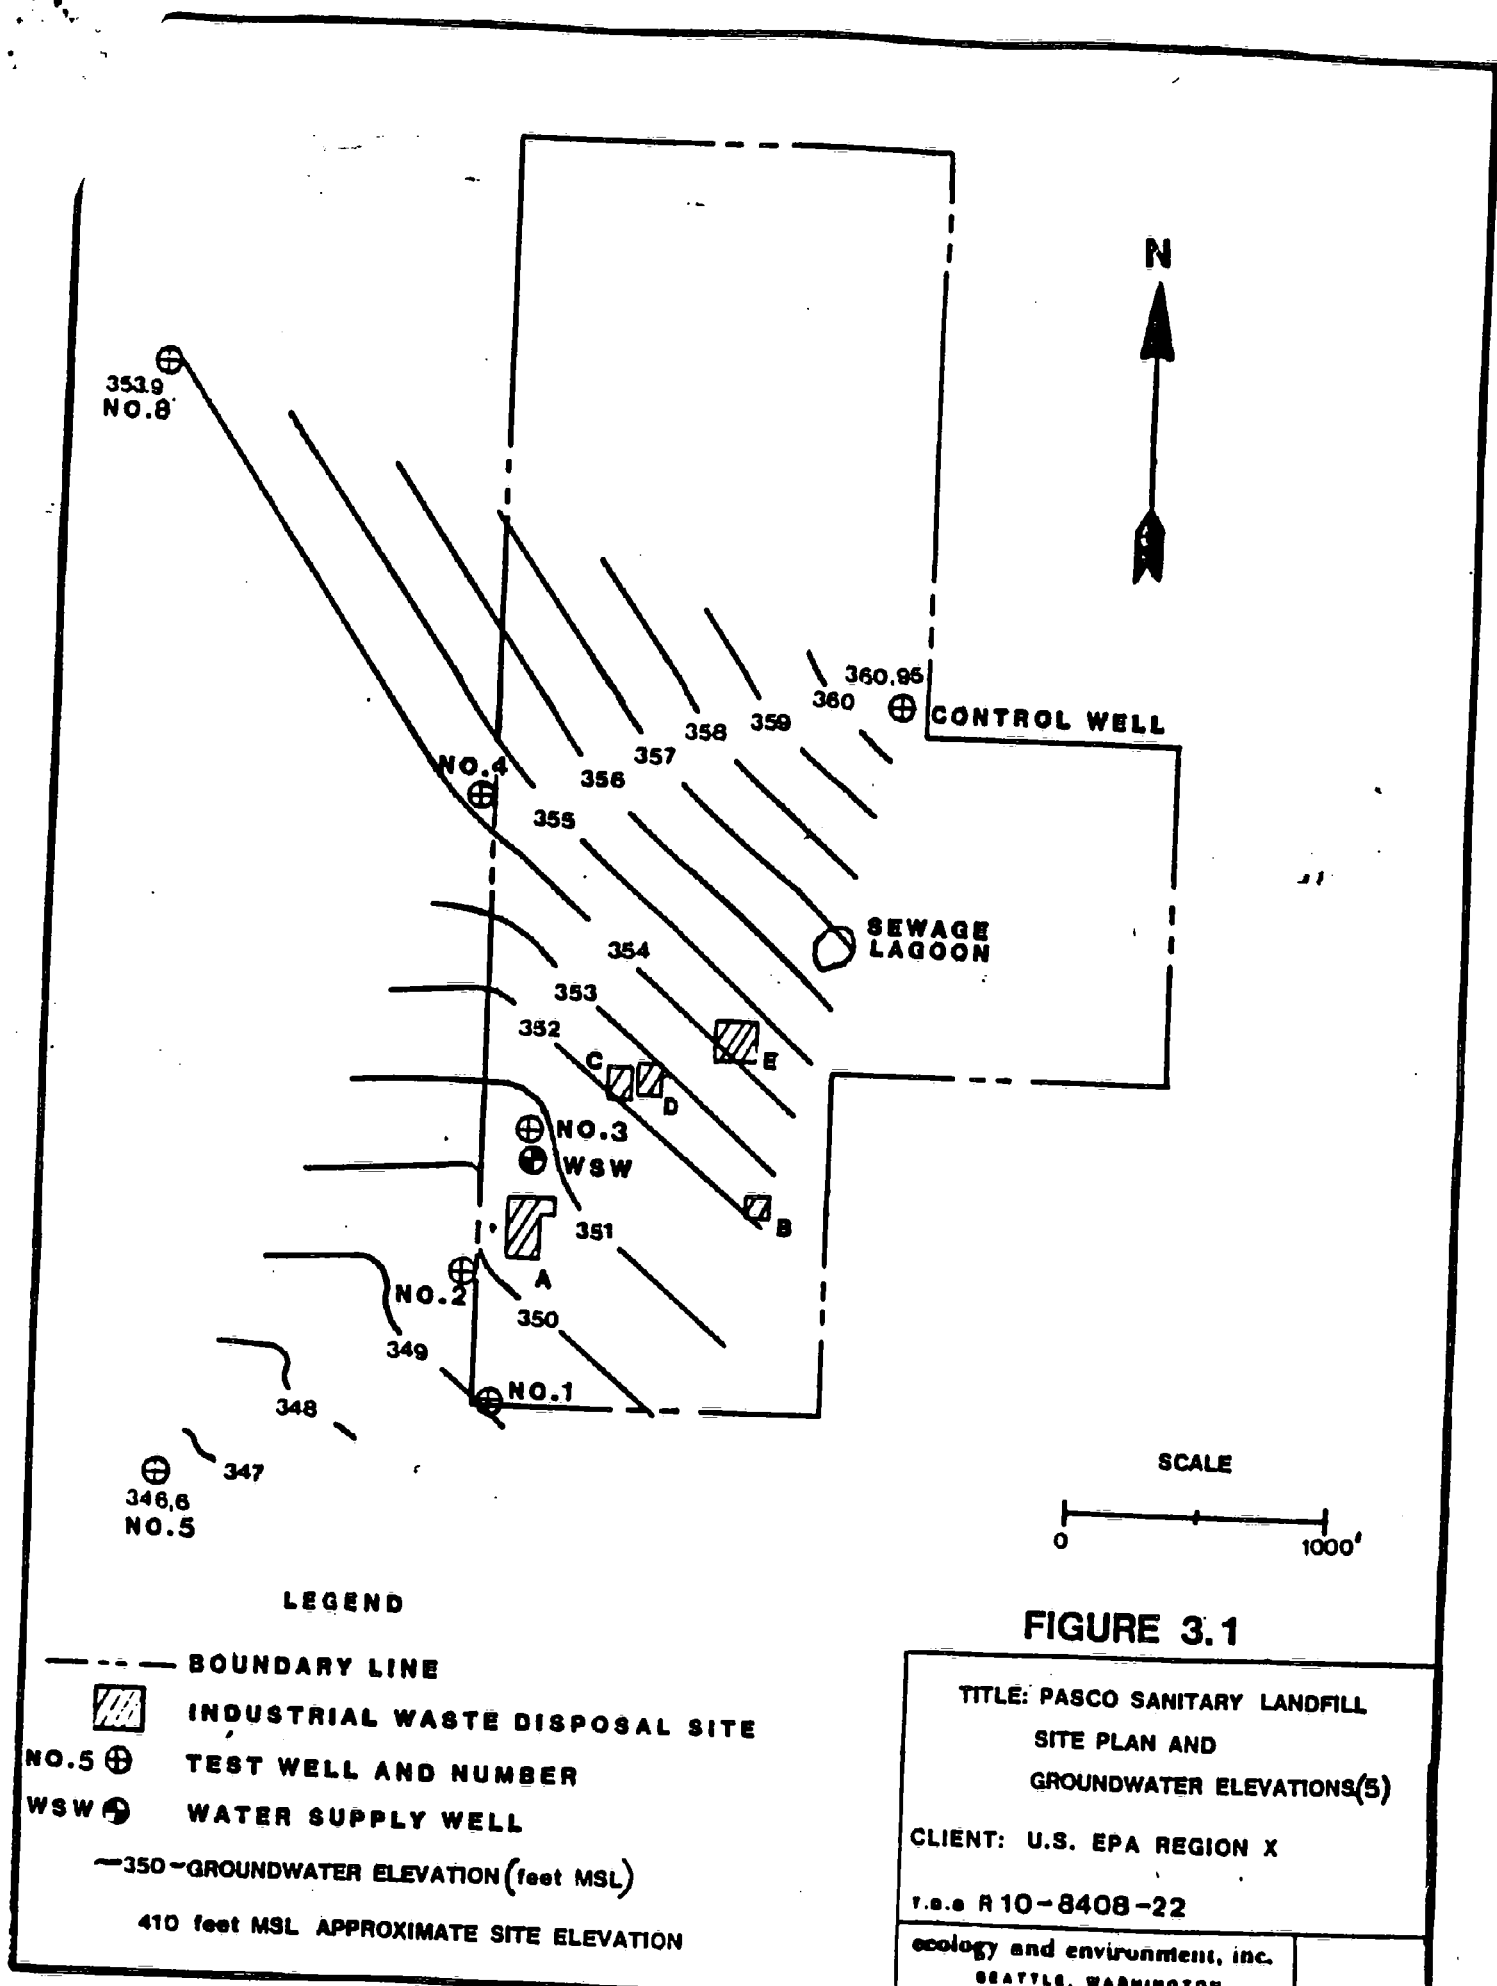 N
353.9
NO.8
360.95
360
CONTROL WELL
359
358
357
NO.4
356
355
SEWAGE
LAGOON
354
353
352
C
E
D
NO.3
WSW
B
351
A
NO.2
350
349
NO.1
348
347
346,6
NO.5
SCALE
0
1000'
LEGEND
BOUNDARY LINE
INDUSTRIAL WASTE DISPOSAL SITE
NO.5 TEST WELL AND NUMBER
WSW WATER SUPPLY WELL
350 GROUNDWATER ELEVATION (feet MSL)
410 feet MSL APPROXIMATE SITE ELEVATION
FIGURE 3.1
TITLE: PASCO SANITARY LANDFILL
SITE PLAN AND
GROUNDWATER ELEVATIONS(5)
CLIENT: U.S. EPA REGION X
R10-8408-22
ecology and environment, inc.
SEATTLE, WASHINGTON